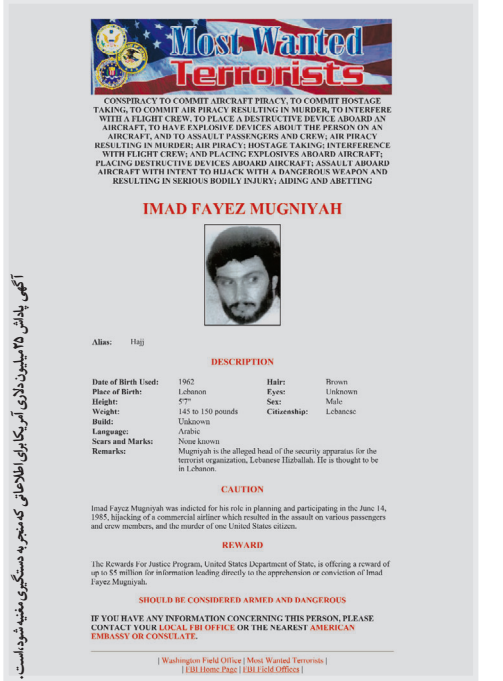 Most Wanted
Terrorists
CONSPIRACY TO COMMIT AIRCRAFT PIRACY, TO COMMIT HOSTAGE
TAKING, TO COMMIT AIR PIRACY RESULTING IN MURDER, TO INTERFERE
WITH A FLIGHT CREW, TO PLACE A DESTRUCTIVE DEVICE ABOARD AN
AIRCRAFT, TO HAVE EXPLOSIVE DEVICES ABOUT THE PERSON ON AN
AIRCRAFT, AND TO ASSAULT PASSENGERS AND CREW; AIR PIRACY
RESULTING IN MURDER; AIR PIRACY; HOSTAGE TAKING; INTERFERENCE
WITH FLIGHT CREW; AND PLACING EXPLOSIVES ABOARD AIRCRAFT;
PLACING DESTRUCTIVE DEVICES ABOARD AIRCRAFT; ASSAULT ABOARD
AIRCRAFT WITH INTENT TO HIJACK WITH A DANGEROUS WEAPON AND
RESULTING IN SERIOUS BODILY INJURY; AIDING AND ABETTING
IMAD FAYEZ MUGNIYAH
Alias: Hajj
DESCRIPTION
Date of Birth Used: 1962 Hair: Brown
Place of Birth: Lebanon Eyes: Unknown
Height: 5'7" Sex: Male
Weight: 145 to 150 pounds Citizenship: Lebanese
Build: Unknown
Language: Arabic
Scars and Marks: None known
Remarks: Mugniyah is the alleged head of the security apparatus for the
terrorist organization, Lebanese Hizballah. He is thought to be
in Lebanon.
CAUTION
Imad Fayez Mugniyah was indicted for his role in planning and participating in the June 14,
1985, hijacking of a commercial airliner which resulted in the assault on various passengers
and crew members, and the murder of one United States citizen.
REWARD
The Rewards For Justice Program, United States Department of State, is offering a reward of
up to $5 million for information leading directly to the apprehension or conviction of Imad
Fayez Mugniyah.
SHOULD BE CONSIDERED ARMED AND DANGEROUS
IF YOU HAVE ANY INFORMATION CONCERNING THIS PERSON, PLEASE
CONTACT YOUR LOCAL FBI OFFICE OR THE NEAREST AMERICAN
EMBASSY OR CONSULATE.
| Washington Field Office | Most Wanted Terrorists |
| FBI Home Page | FBI Field Offices |
آگهی پاداش ۲۵ میلیون دلاری آمریکا برای اطلاعاتی که منجر به دستگیری مغنیه شود، است.